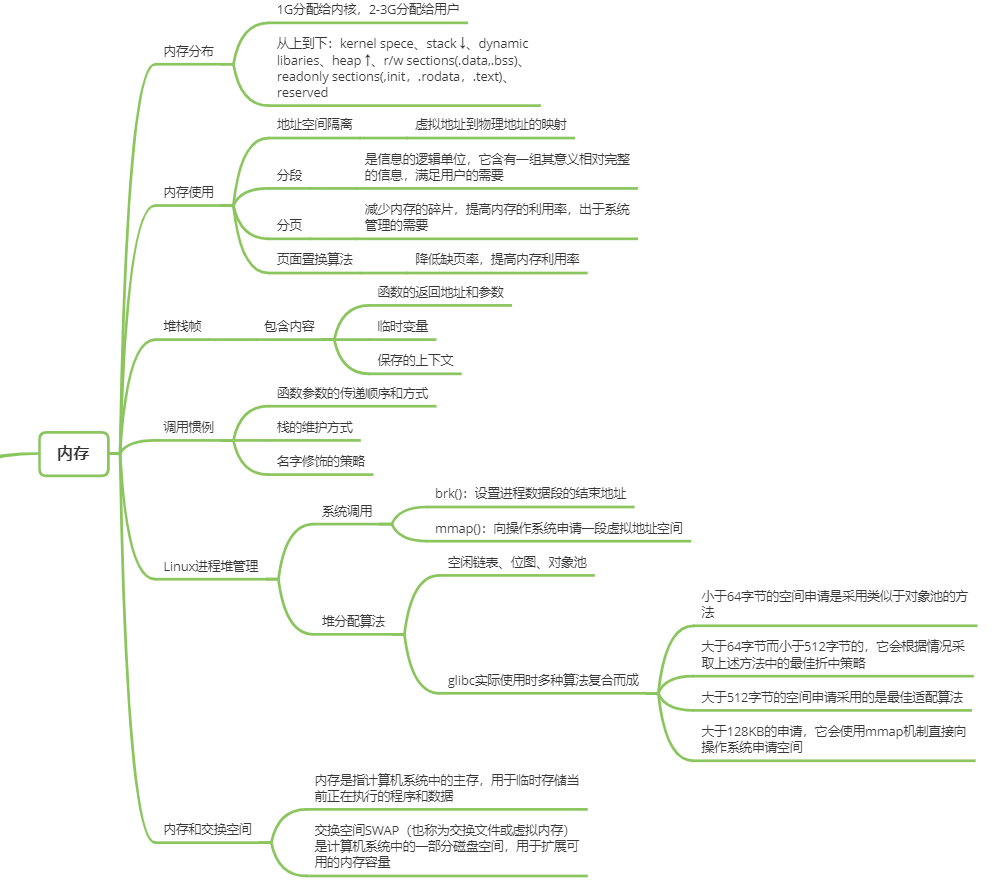 内存
内存分布
1G分配给内核，2-3G分配给用户
从上到下：kernel spece、stack↓、dynamic
libaries、heap↑、r/w sections(.data,.bss)、
readonly sections(,init，.rodata，.text)、
reserved
内存使用
地址空间隔离
虚拟地址到物理地址的映射
分段
是信息的逻辑单位，它含有一组其意义相对完整
的信息，满足用户的需要
分页
减少内存的碎片，提高内存的利用率，出于系统
管理的需要
页面置换算法
降低缺页率，提高内存利用率
堆栈帧
包含内容
函数的返回地址和参数
临时变量
保存的上下文
调用惯例
函数参数的传递顺序和方式
栈的维护方式
名字修饰的策略
Linux进程堆管理
系统调用
brk()：设置进程数据段的结束地址
mmap()：向操作系统申请一段虚拟地址空间
堆分配算法
空闲链表、位图、对象池
glibc实际使用时多种算法复合而成
小于64字节的空间申请是采用类似于对象池的方
法
大于64字节而小于512字节的，它会根据情况采
取上述方法中的最佳折中策略
大于512字节的空间申请采用的是最佳适配算法
大于128KB的申请，它会使用mmap机制直接向
操作系统申请空间
内存和交换空间
内存是指计算机系统中的主存，用于临时存储当
前正在执行的程序和数据
交换空间SWAP（也称为交换文件或虚拟内存）
是计算机系统中的一部分磁盘空间，用于扩展可
用的内存容量